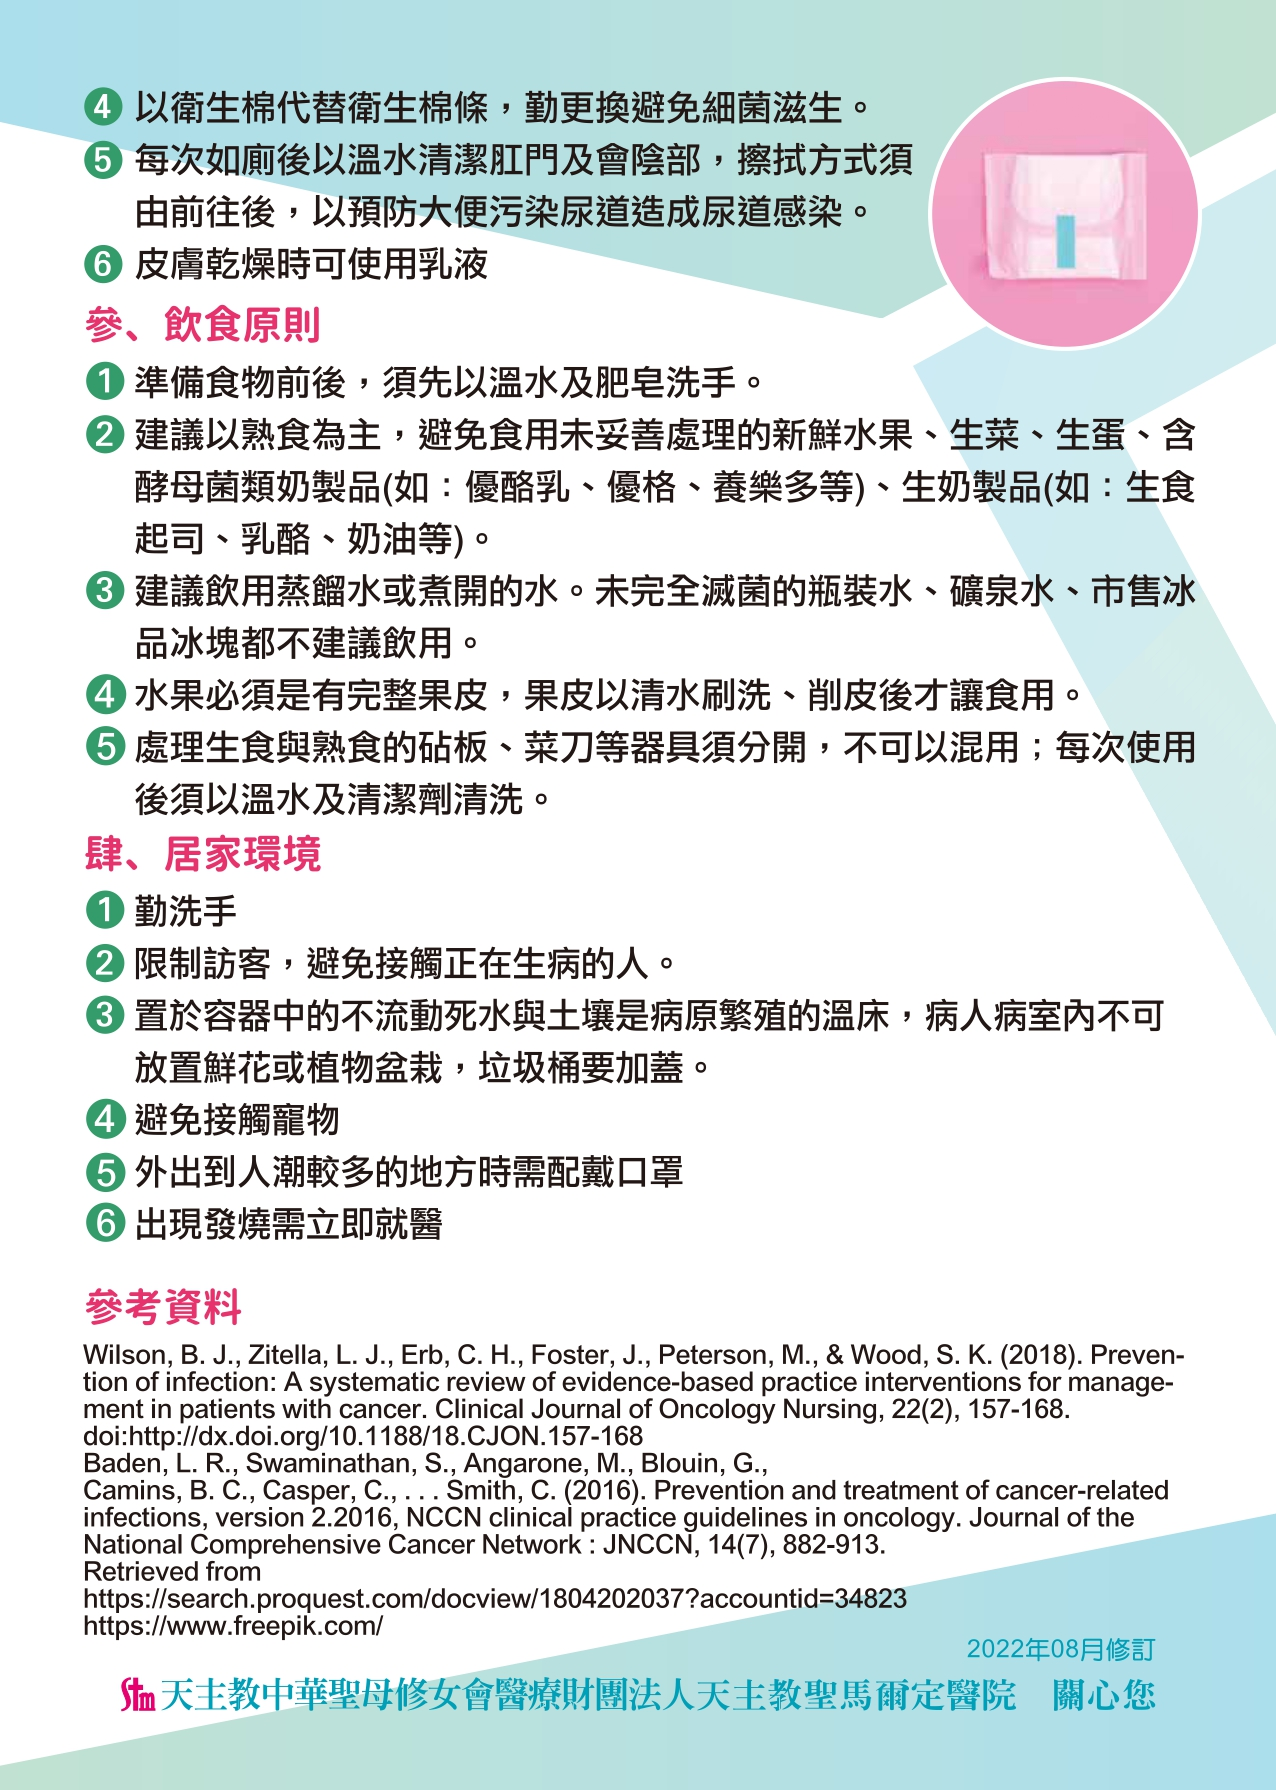 4 以衛生棉代替衛生棉條，勤更換避免細菌滋生。
5 每次如廁後以溫水清潔肛門及會陰部，擦拭方式須
由前往後，以預防大便污染尿道造成尿道感染。
6 皮膚乾燥時可使用乳液
參、飲食原則
1 準備食物前後，須先以溫水及肥皂洗手。
2 建議以熟食為主，避免食用未妥善處理的新鮮水果、生菜、生蛋、含
酵母菌類奶製品(如：優酪乳、優格、養樂多等)、生奶製品(如：生食
起司、乳酪、奶油等)。
3 建議飲用蒸餾水或煮開的水。未完全滅菌的瓶裝水、礦泉水、市售冰
品冰塊都不建議飲用。
4 水果必須是有完整果皮，果皮以清水刷洗、削皮後才讓食用。
5 處理生食與熟食的砧板、菜刀等器具須分開，不可以混用；每次使用
後須以溫水及清潔劑清洗。
肆、居家環境
1 勤洗手
2 限制訪客，避免接觸正在生病的人。
3 置於容器中的不流動死水與土壤是病原繁殖的溫床，病人病室內不可
放置鮮花或植物盆栽，垃圾桶要加蓋。
4 避免接觸寵物
5 外出到人潮較多的地方時需配戴口罩
6 出現發燒需立即就醫
參考資料
Wilson, B. J., Zitella, L. J., Erb, C. H., Foster, J., Peterson, M., & Wood, S. K. (2018). Preven-
tion of infection: A systematic review of evidence-based practice interventions for manage-
ment in patients with cancer. Clinical Journal of Oncology Nursing, 22(2), 157-168.
doi:http://dx.doi.org/10.1188/18.CJON.157-168
Baden, L. R., Swaminathan, S., Angarone, M., Blouin, G.,
Camins, B. C., Casper, C., . . . Smith, C. (2016). Prevention and treatment of cancer-related
infections, version 2.2016, NCCN clinical practice guidelines in oncology. Journal of the
National Comprehensive Cancer Network : JNCCN, 14(7), 882-913.
Retrieved from
https://search.proquest.com/docview/1804202037?accountid=34823
https://www.freepik.com/
2022年08月修訂
Stm 天主教中華聖母修女會醫療財團法人天主教聖馬爾定醫院 關心您